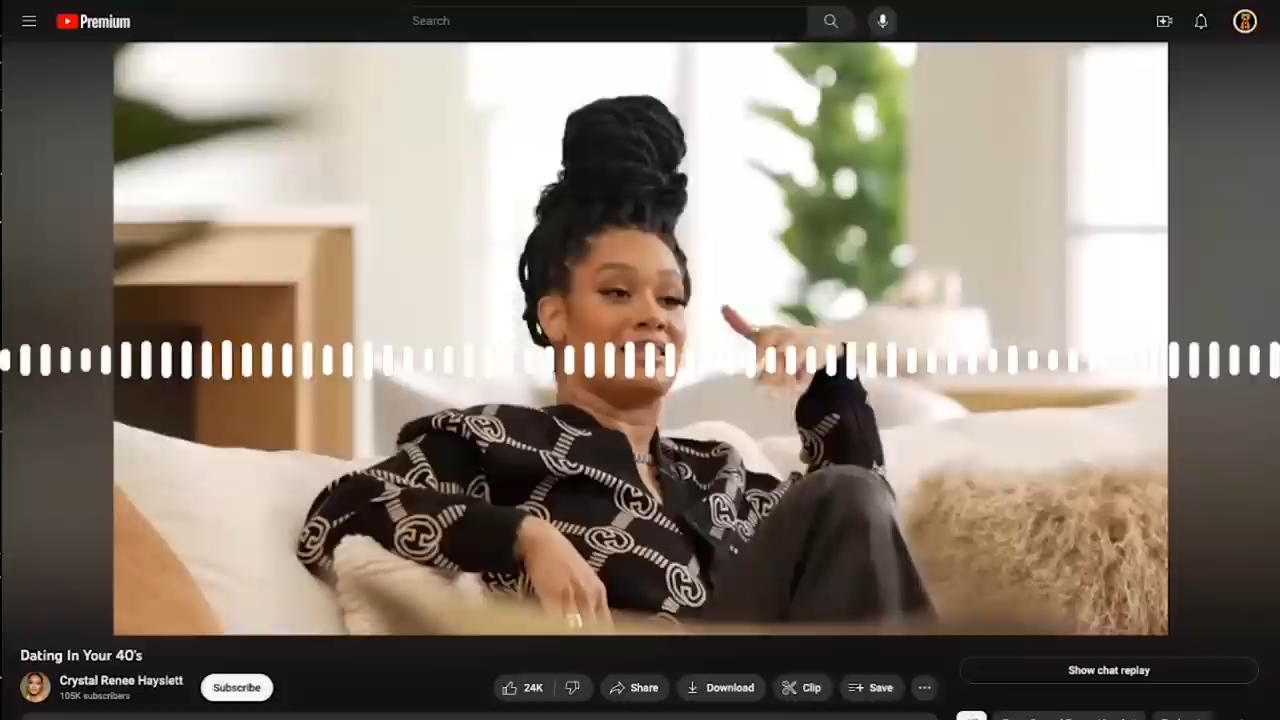 Premium
Search
Dating In Your 40's
Crystal Renee Hayslett
105K subscribers
Subscribe
24K
Share
Download
Clip
Save
Show chat replay